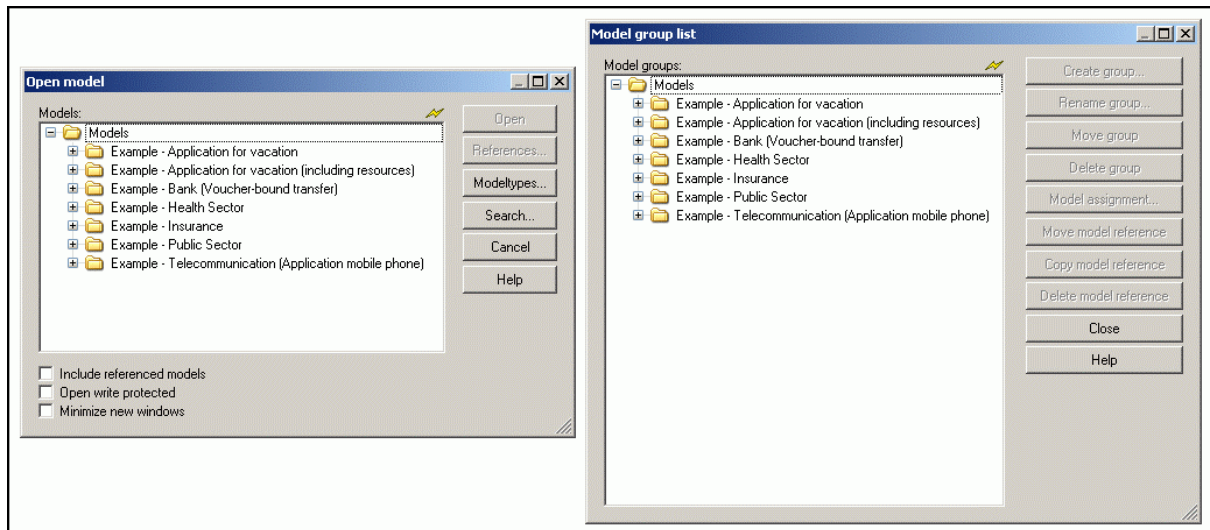 Open model
Models:
Models
Example - Application for vacation
Example - Application for vacation (including resources)
Example - Bank (Voucher-bound transfer)
Example - Health Sector
Example - Insurance
Example - Public Sector
Example - Telecommunication (Application mobile phone)
Open
References...
Modeltypes...
Search...
Cancel
Help
Include referenced models
Open write protected
Minimize new windows
Model group list
Model groups:
Models
Example - Application for vacation
Example - Application for vacation (including resources)
Example - Bank (Voucher-bound transfer)
Example - Health Sector
Example - Insurance
Example - Public Sector
Example - Telecommunication (Application mobile phone)
Create group...
Rename group...
Move group
Delete group
Model assignment...
Move model reference
Copy model reference
Delete model reference
Close
Help